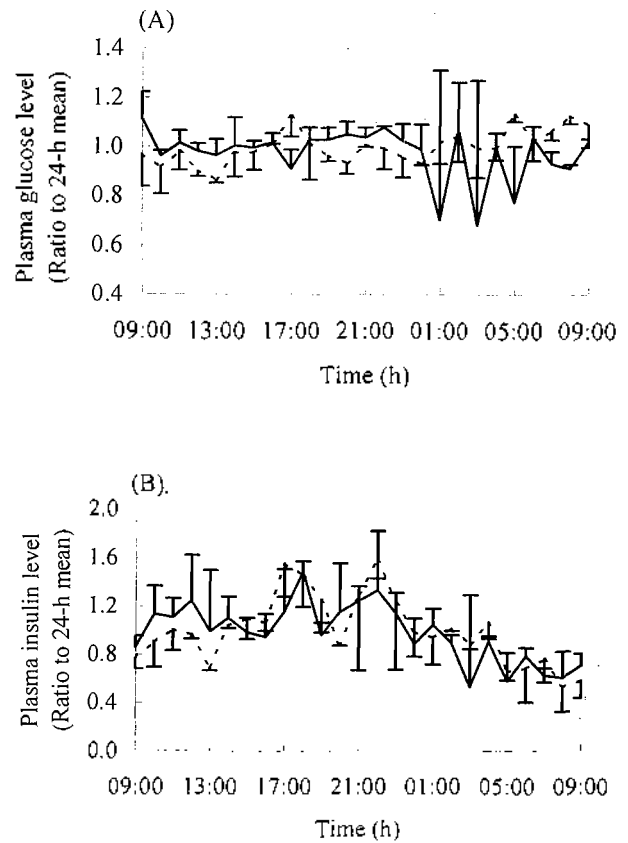 (A)
Plasma glucose level
(Ratio to 24-h mean)
1.4
1.2
1.0
0.8
0.6
0.4
09:00 13:00 17:00 21:00 01:00 05:00 09:00
Time (h)
(B).
Plasma insulin level
(Ratio to 24-h mean)
2.0
1.6
1.2
0.8
0.4
0.0
09:00 13:00 17:00 21:00 01:00 05:00 09:00
Time (h)